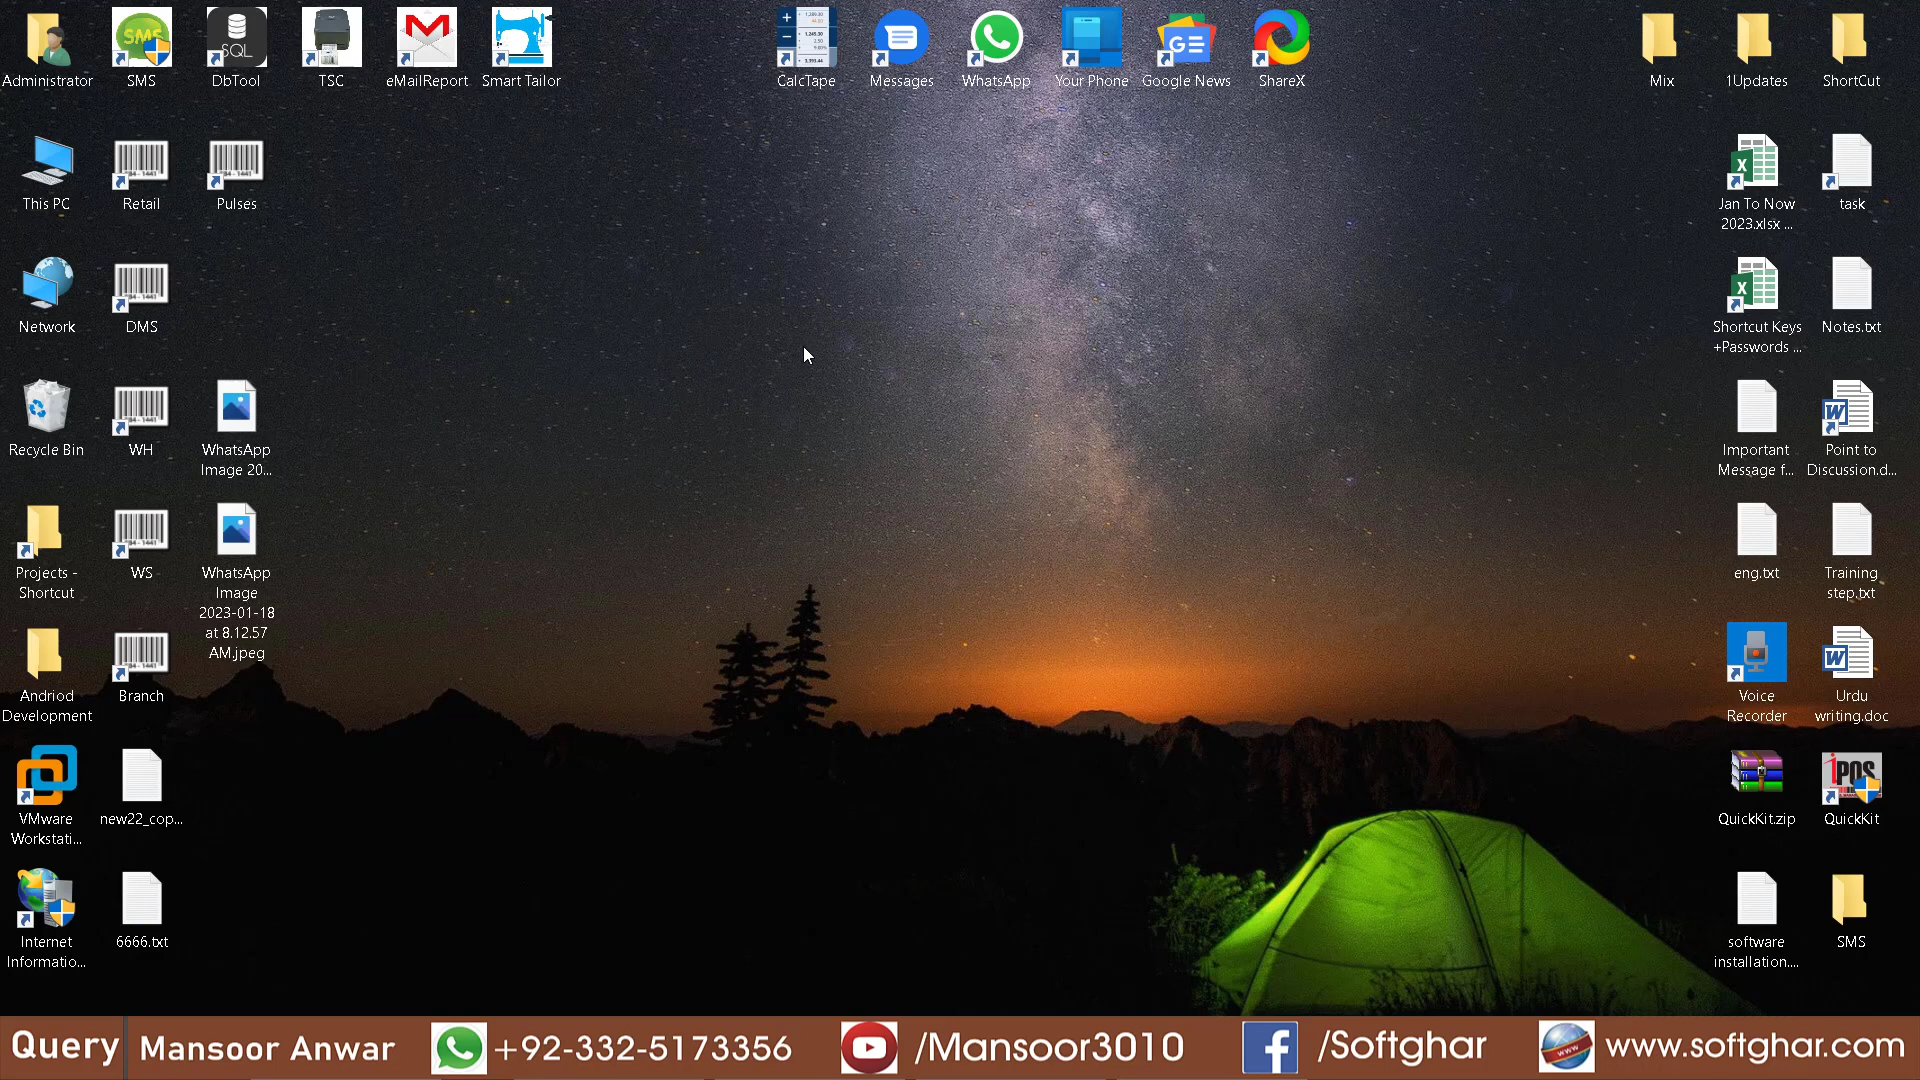 Administrator
SMS
DbTool
TSC
eMailReport
Smart Tailor
CalcTape
Messages
WhatsApp
Your Phone
Google News
ShareX
Mix
1Updates
ShortCut
This PC
Retail
Pulses
Jan To Now
2023.xlsx ...
task
Network
DMS
Shortcut Keys
+Passwords ...
Notes.txt
Recycle Bin
WH
WhatsApp
Image 20...
Important
Message f...
Point to
Discussion.d...
Projects -
Shortcut
WS
WhatsApp
Image
2023-01-18
at 8.12.57
AM.jpeg
eng.txt
Training
step.txt
Andriod
Development
Branch
Voice
Recorder
Urdu
writing.doc
VMware
Workstati...
new22_cop...
QuickKit.zip
QuickKit
Internet
Informatio...
6666.txt
software
installation....
SMS
Query
Mansoor Anwar
+92-332-5173356
/Mansoor3010
/Softghar
www.softghar.com